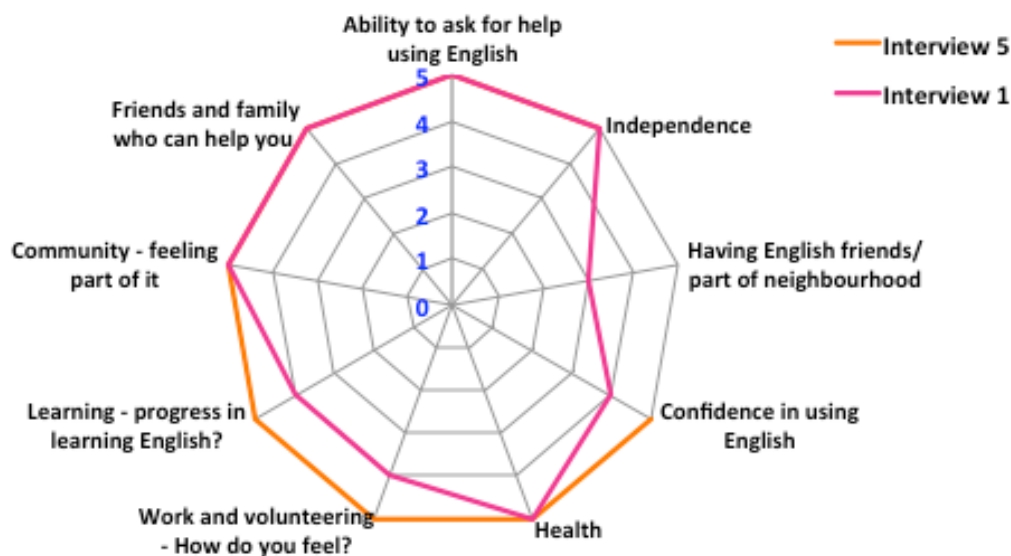 Ability to ask for help
using English
Interview 5
Interview 1
5
4
3
2
1
0
Independence
Having English friends/
part of neighbourhood
Confidence in using
English
Health
Work and volunteering
- How do you feel?
Learning - progress in
learning English?
Community - feeling
part of it
Friends and family
who can help you